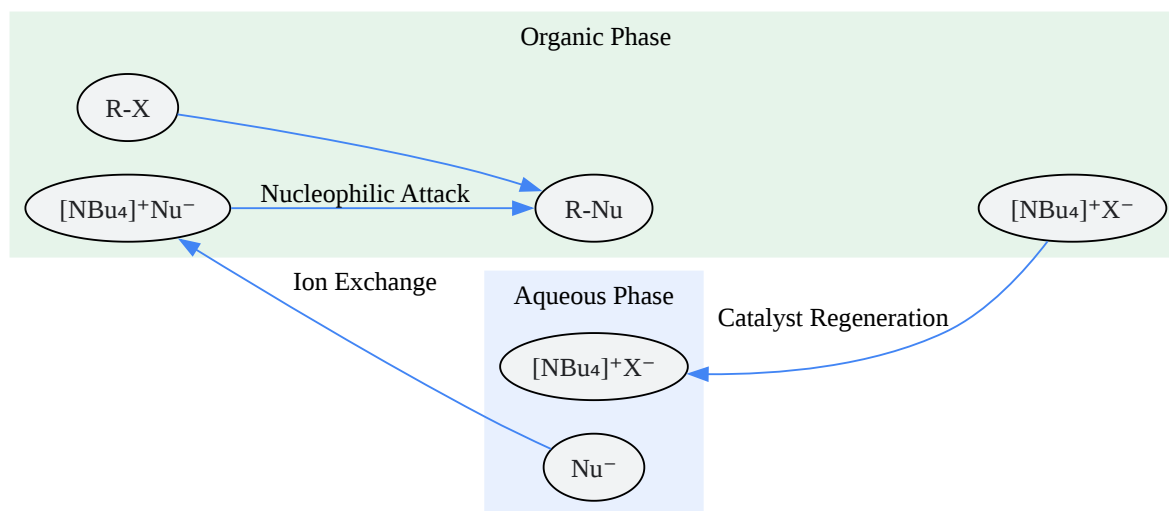 Organic Phase
R-X
[NBu₄]⁺Nu⁻
Nucleophilic Attack
R-Nu
[NBu₄]⁺X⁻
Ion Exchange
Aqueous Phase
Catalyst Regeneration
[NBu₄]⁺X⁻
Nu⁻